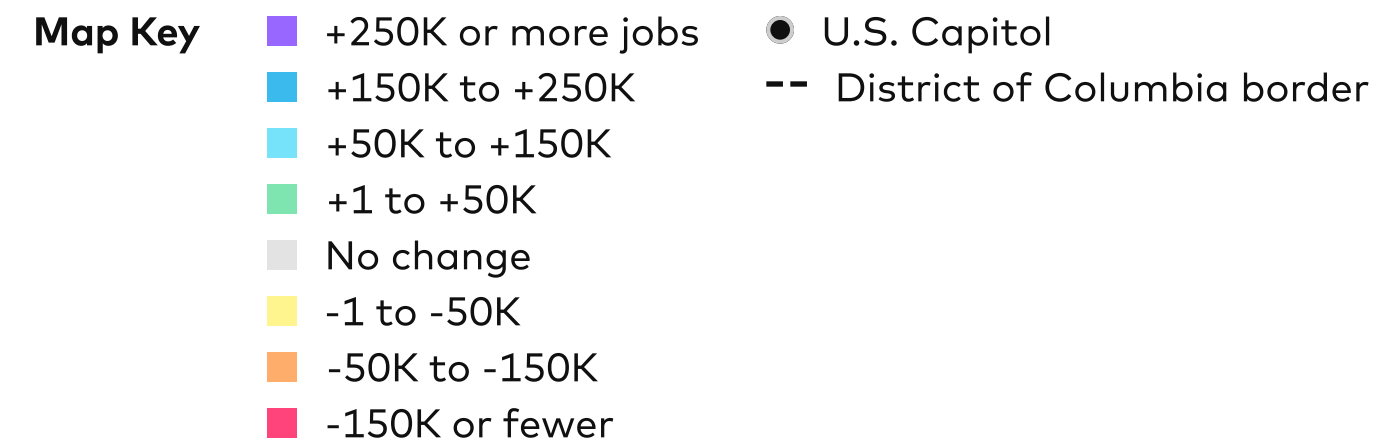 Map Key
+250K or more jobs
+150K to +250K
+50K to +150K
+1 to +50K
No change
-1 to -50K
-50K to -150K
-150K or fewer
U.S. Capitol
District of Columbia border